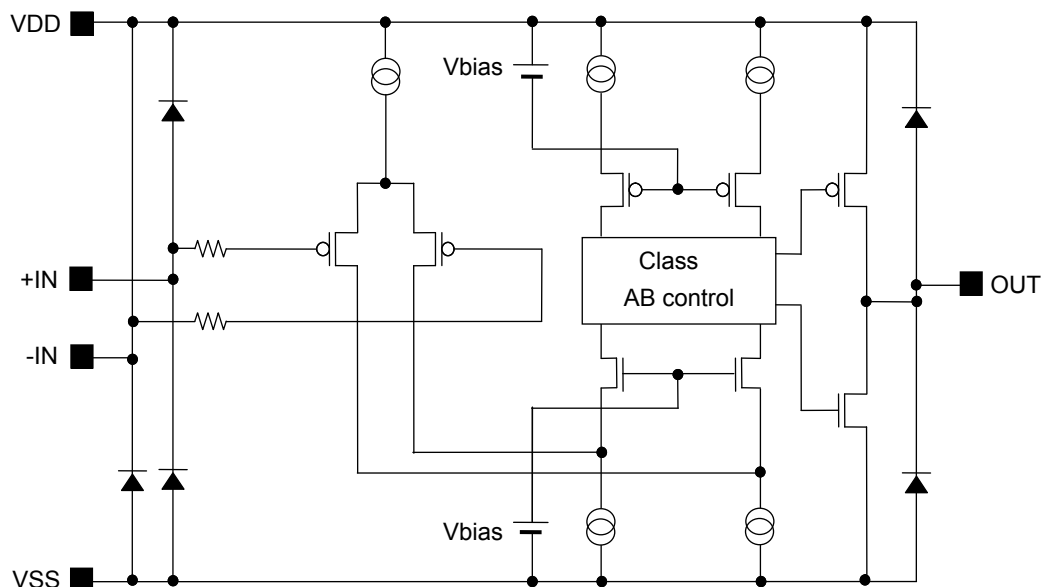 VDD
Vbias
+IN
Class
AB control
OUT
-IN
Vbias
VSS